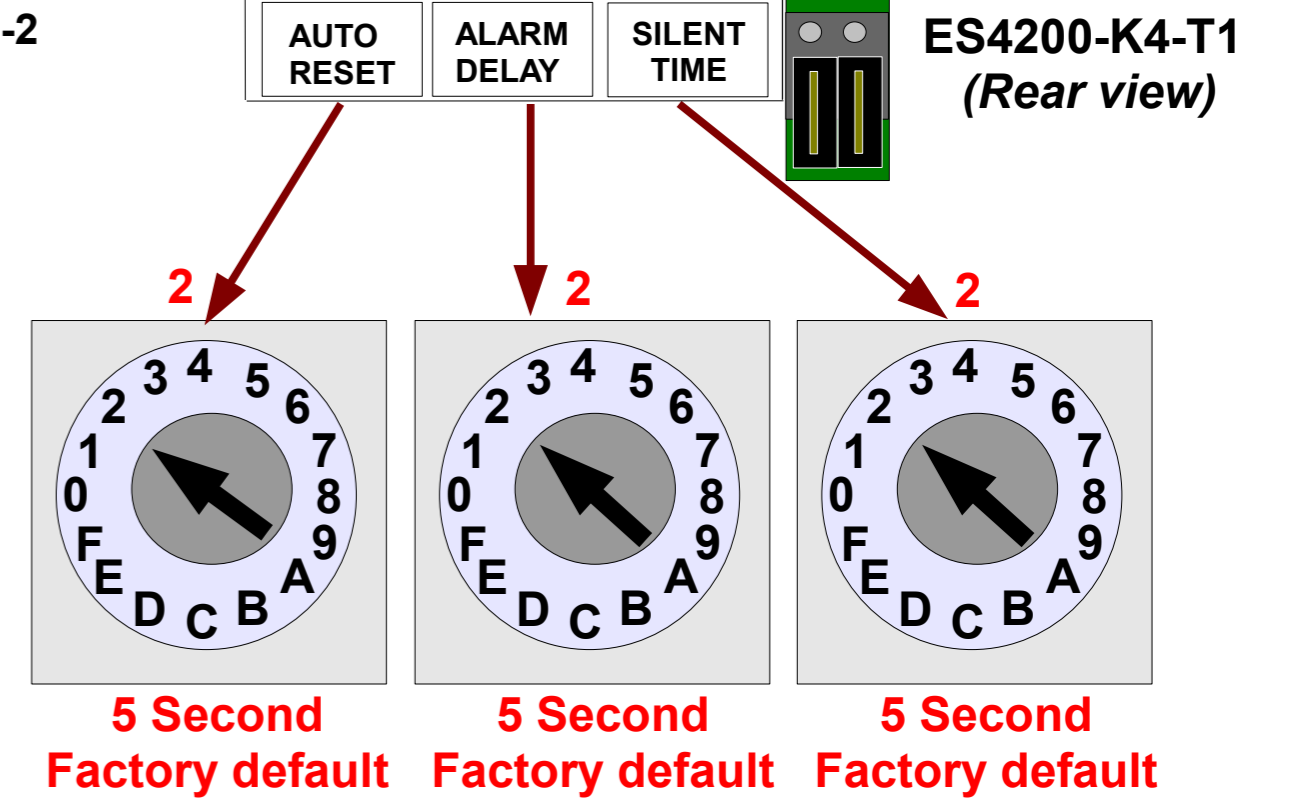 -2
AUTO
RESET
ALARM
DELAY
SILENT
TIME
ES4200-K4-T1
(Rear view)
2
2
2
0 1 2 3 4 5 6 7 8 9 A B C D E F
0 1 2 3 4 5 6 7 8 9 A B C D E F
0 1 2 3 4 5 6 7 8 9 A B C D E F
5 Second
Factory default
5 Second
Factory default
5 Second
Factory default